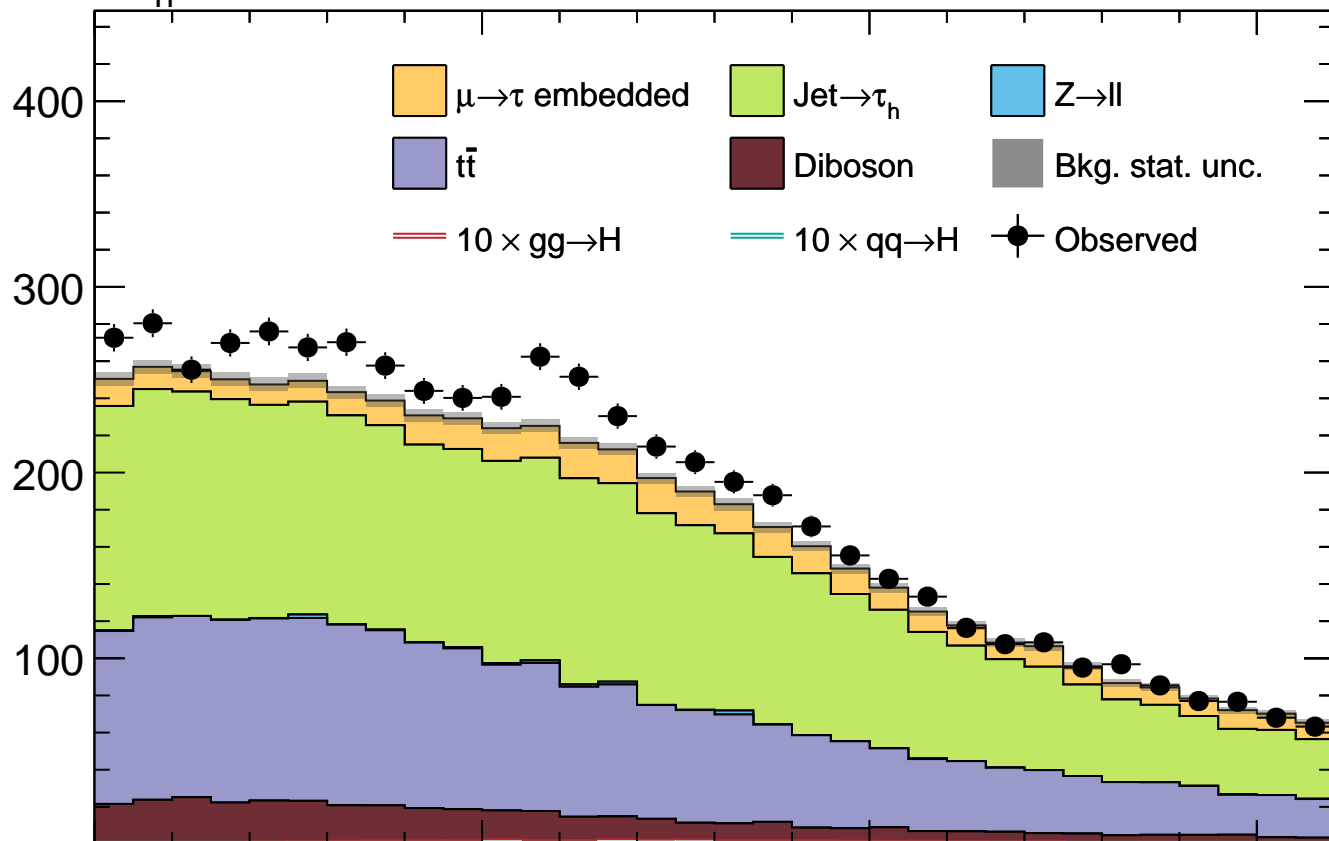 400
μ→τ embedded Jet→τh Z→ll
tt̄ Diboson Bkg. stat. unc.
10 × gg→H 10 × qq→H Observed
300
200
100